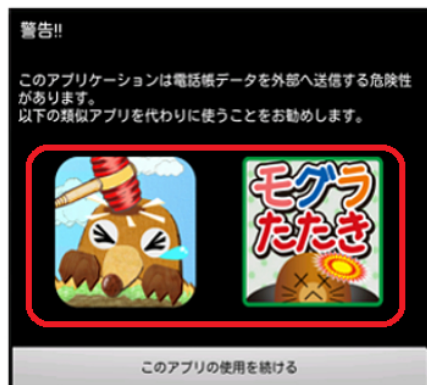 警告!!
このアプリケーションは電話帳データを外部へ送信する危険性
があります。
以下の類似アプリを代わりに使うことをお勧めします。
モグラ
たたき
このアプリの使用を続ける